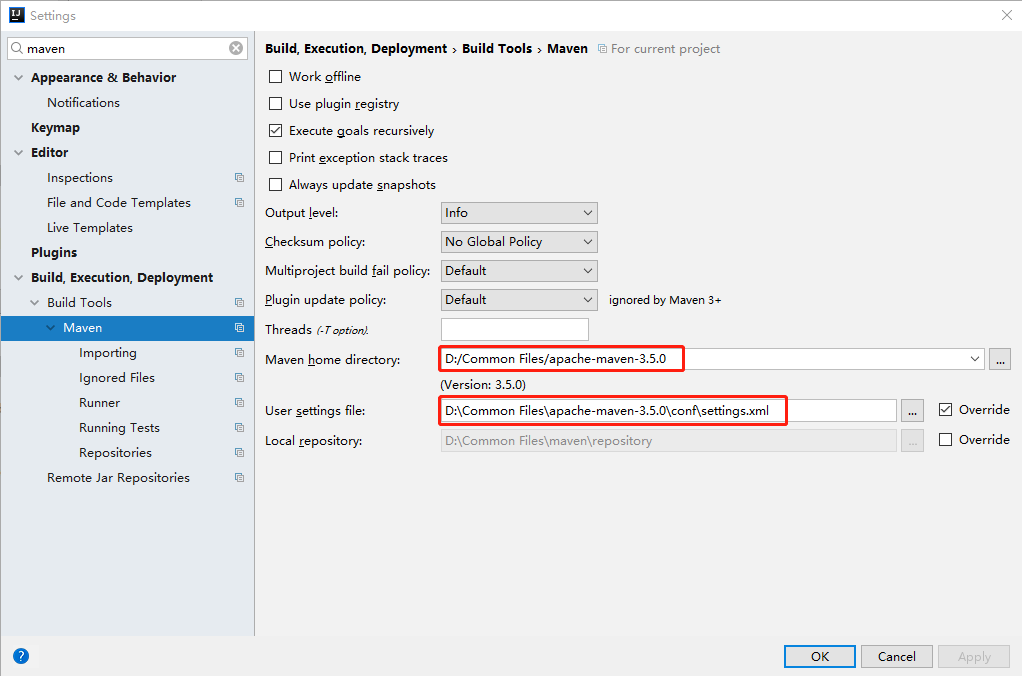 Settings
maven
Appearance & Behavior
Notifications
Keymap
Editor
Inspections
File and Code Templates
Live Templates
Plugins
Build, Execution, Deployment
Build Tools
Maven
Importing
Ignored Files
Runner
Running Tests
Repositories
Remote Jar Repositories
Build, Execution, Deployment › Build Tools › Maven For current project
Work offline
Use plugin registry
Execute goals recursively
Print exception stack traces
Always update snapshots
Output level: Info
Checksum policy: No Global Policy
Multiproject build fail policy: Default
Plugin update policy: Default ignored by Maven 3+
Threads (-T option).
Maven home directory: D:/Common Files/apache-maven-3.5.0 ...
(Version: 3.5.0)
User settings file: D:\Common Files\apache-maven-3.5.0\conf\settings.xml ... Override
Local repository: D:\Common Files\maven\repository ... Override
? OK Cancel Apply